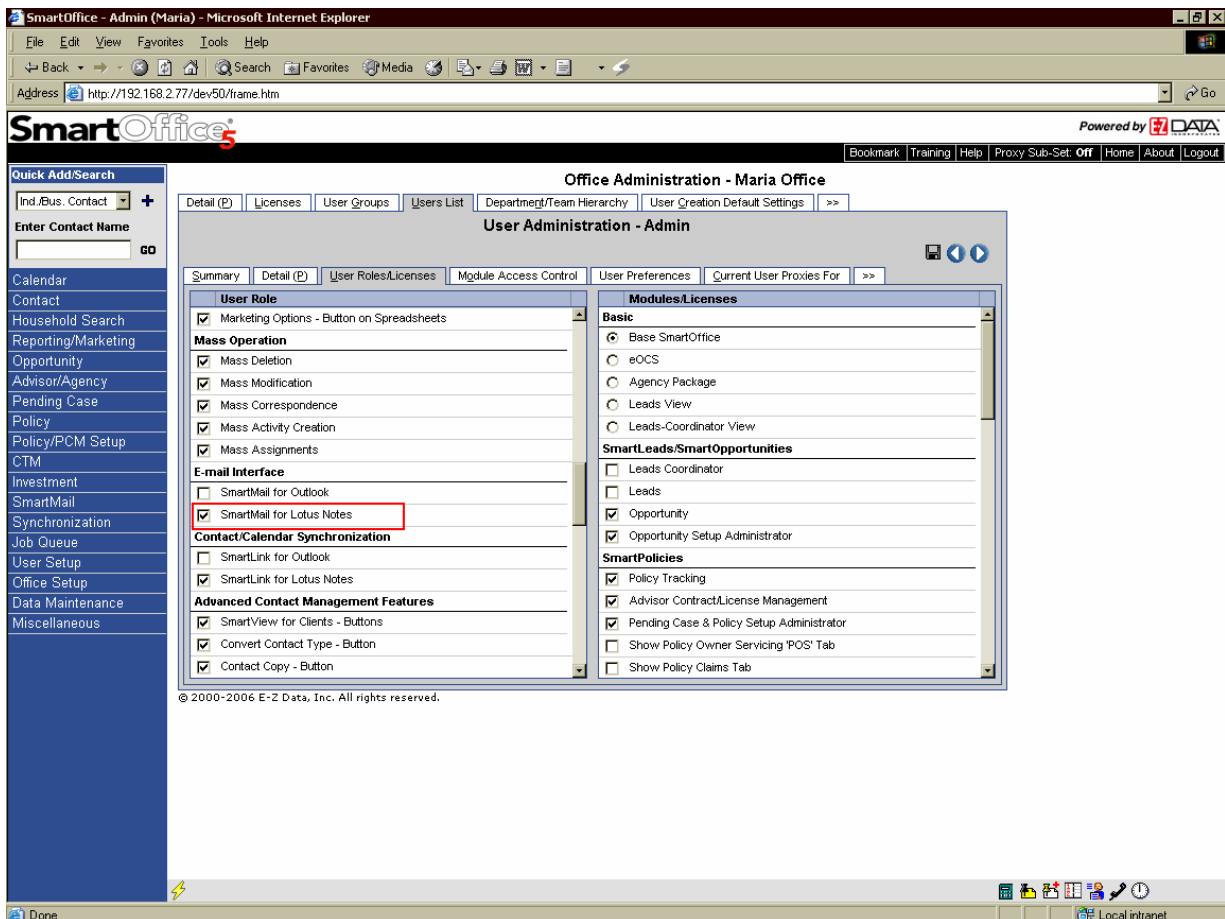 SmartOffice - Admin (Maria) - Microsoft Internet Explorer
File Edit View Favorites Tools Help
Back Search Favorites Media
Address http://192.168.2.77/dev50/frame.htm Go
SmartOffice5 Powered by EZ DATA INCORPORATED
Bookmark Training Help Proxy Sub-Set: Off Home About Logout
Quick Add/Search
Ind./Bus. Contact
Enter Contact Name
GO
Calendar
Contact
Household Search
Reporting/Marketing
Opportunity
Advisor/Agency
Pending Case
Policy
Policy/PCM Setup
CTM
Investment
SmartMail
Synchronization
Job Queue
User Setup
Office Setup
Data Maintenance
Miscellaneous
Office Administration - Maria Office
Detail (P) Licenses User Groups Users List Department/Team Hierarchy User Creation Default Settings >>
User Administration - Admin
Summary Detail (P) User Roles/Licenses Module Access Control User Preferences Current User Proxies For >>
User Role
Marketing Options - Button on Spreadsheets
Mass Operation
Mass Deletion
Mass Modification
Mass Correspondence
Mass Activity Creation
Mass Assignments
E-mail Interface
SmartMail for Outlook
SmartMail for Lotus Notes
Contact/Calendar Synchronization
SmartLink for Outlook
SmartLink for Lotus Notes
Advanced Contact Management Features
SmartView for Clients - Buttons
Convert Contact Type - Button
Contact Copy - Button
Modules/Licenses
Basic
Base SmartOffice
eOCS
Agency Package
Leads View
Leads-Coordinator View
SmartLeads/SmartOpportunities
Leads Coordinator
Leads
Opportunity
Opportunity Setup Administrator
SmartPolicies
Policy Tracking
Advisor Contract/License Management
Pending Case & Policy Setup Administrator
Show Policy Owner Servicing 'POS' Tab
Show Policy Claims Tab
© 2000-2006 E-Z Data, Inc. All rights reserved.
Done Local intranet